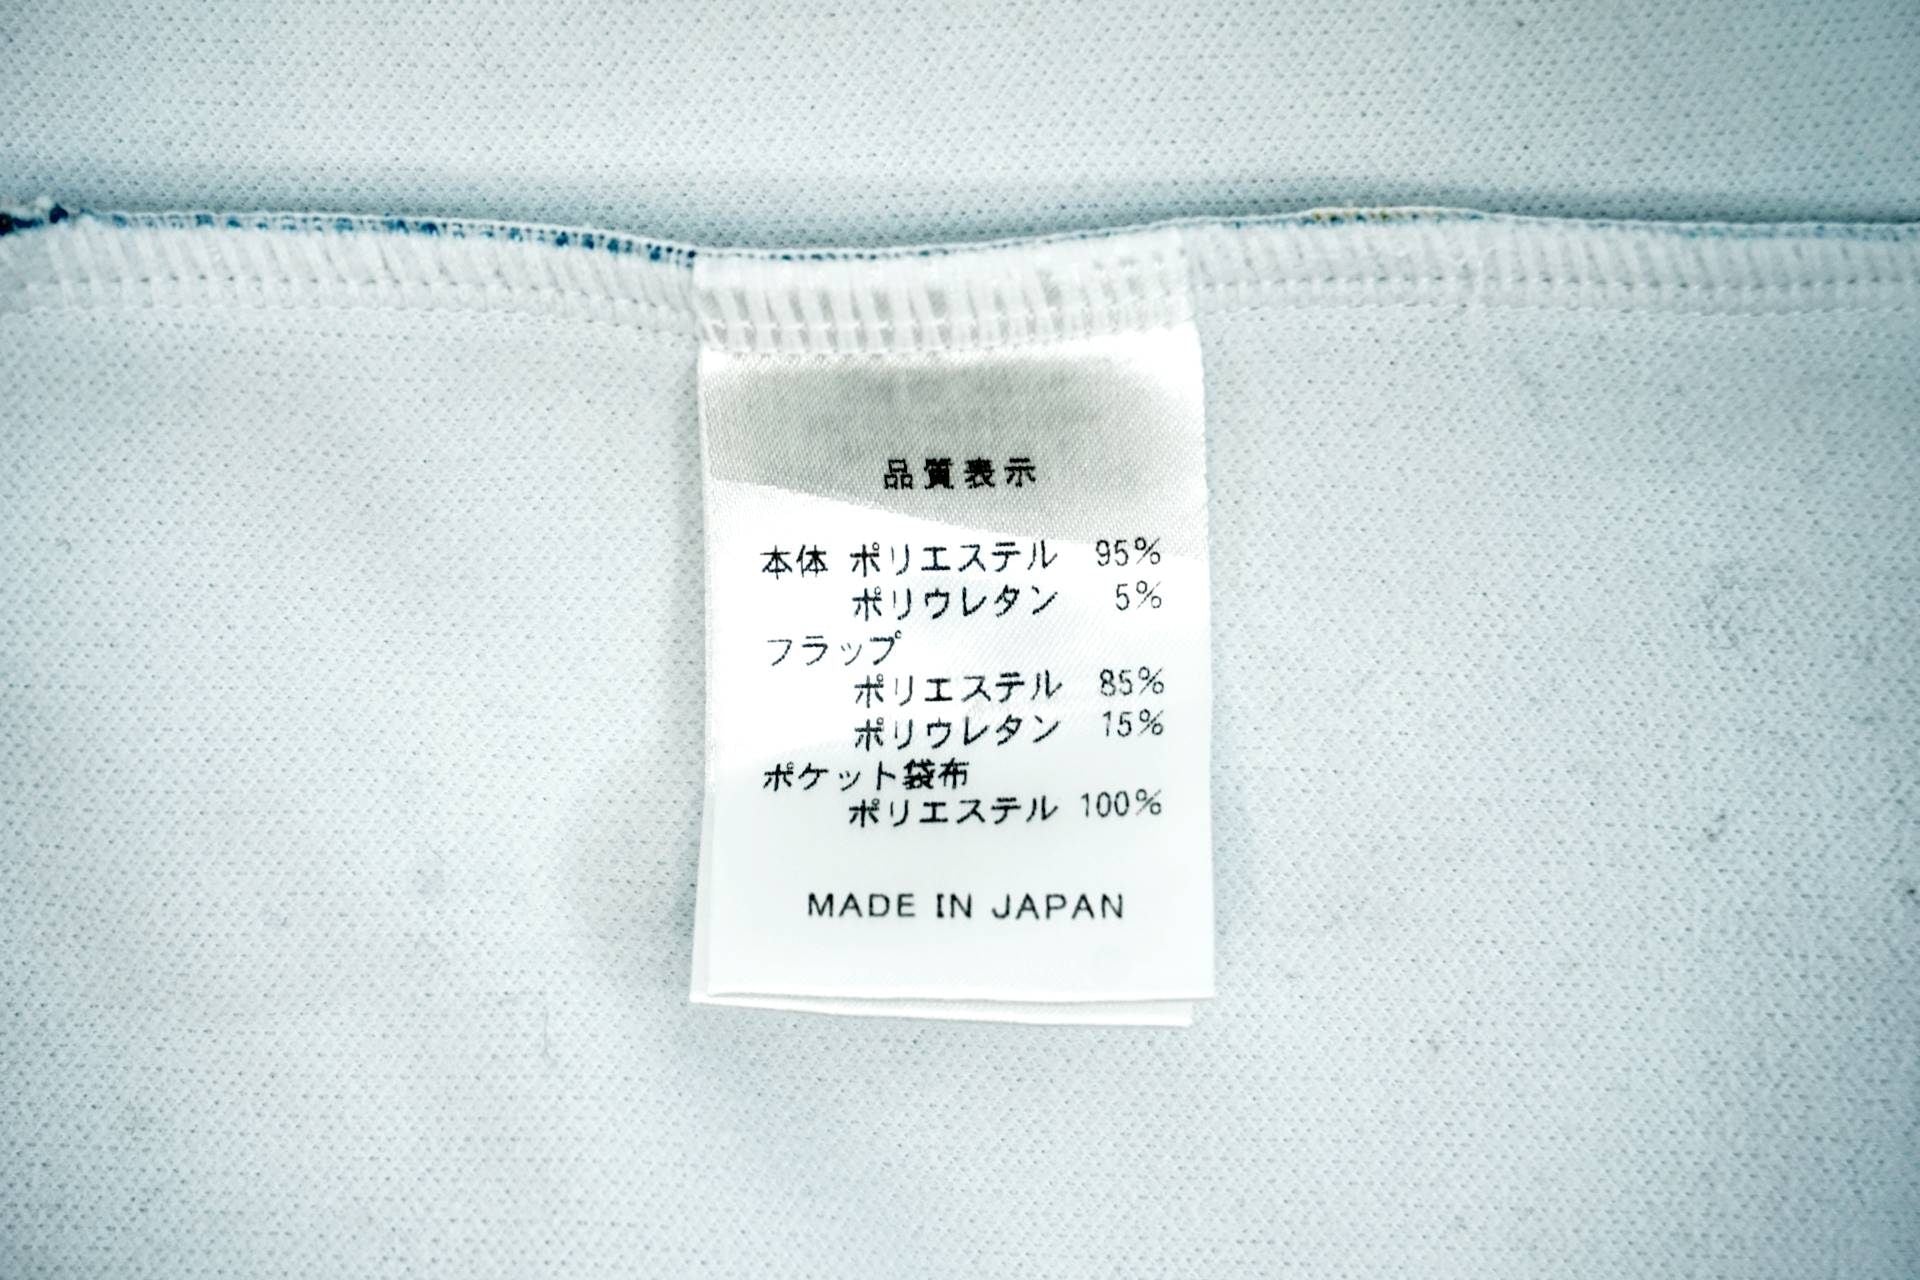 品質表示
本体 ポリエステル 95%
ポリウレタン 5%
フラップ
ポリエステル 85%
ポリウレタン 15%
ポケット袋布
ポリエステル 100%
MADE IN JAPAN